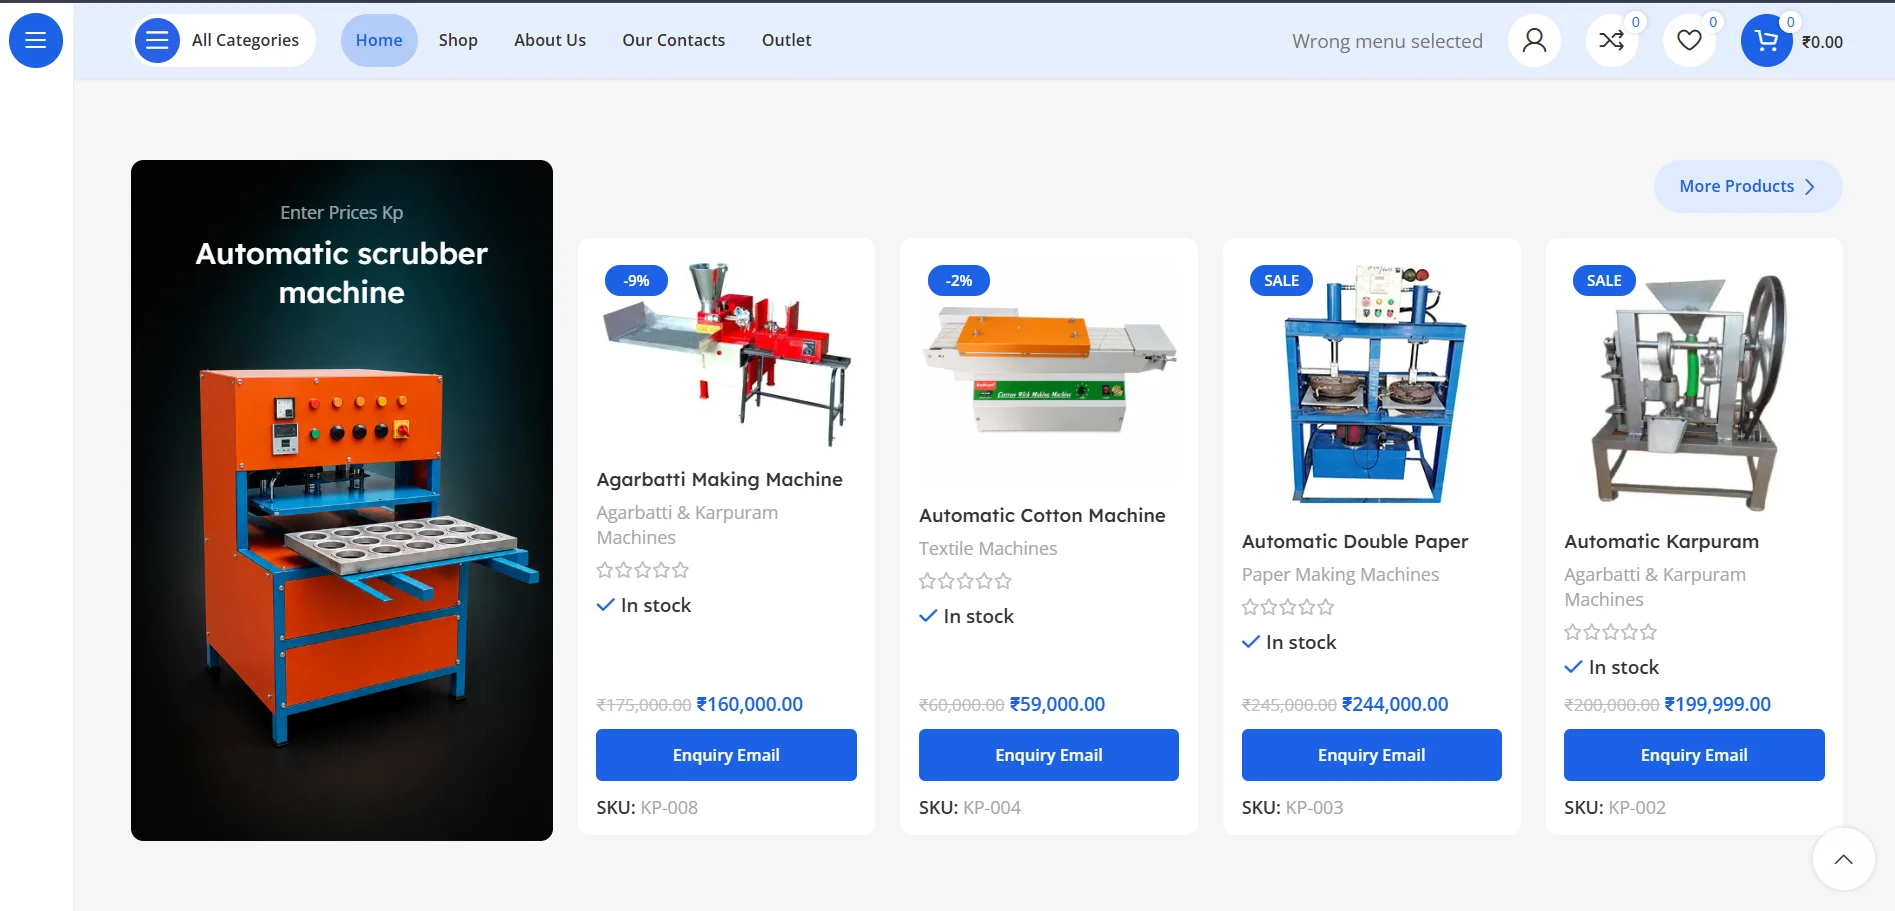 All Categories
Home
Shop
About Us
Our Contacts
Outlet
Wrong menu selected
0
0
0
₹0.00
Enter Prices Kp
Automatic scrubber
machine
More Products
-9%
Agarbatti Making Machine
Agarbatti & Karpuram
Machines
In stock
₹175,000.00 ₹160,000.00
Enquiry Email
SKU: KP-008
-2%
Cotton Wick Making Machine
Automatic Cotton Machine
Textile Machines
In stock
₹60,000.00 ₹59,000.00
Enquiry Email
SKU: KP-004
SALE
Automatic Double Paper
Paper Making Machines
In stock
₹245,000.00 ₹244,000.00
Enquiry Email
SKU: KP-003
SALE
Automatic Karpuram
Agarbatti & Karpuram
Machines
In stock
₹200,000.00 ₹199,999.00
Enquiry Email
SKU: KP-002